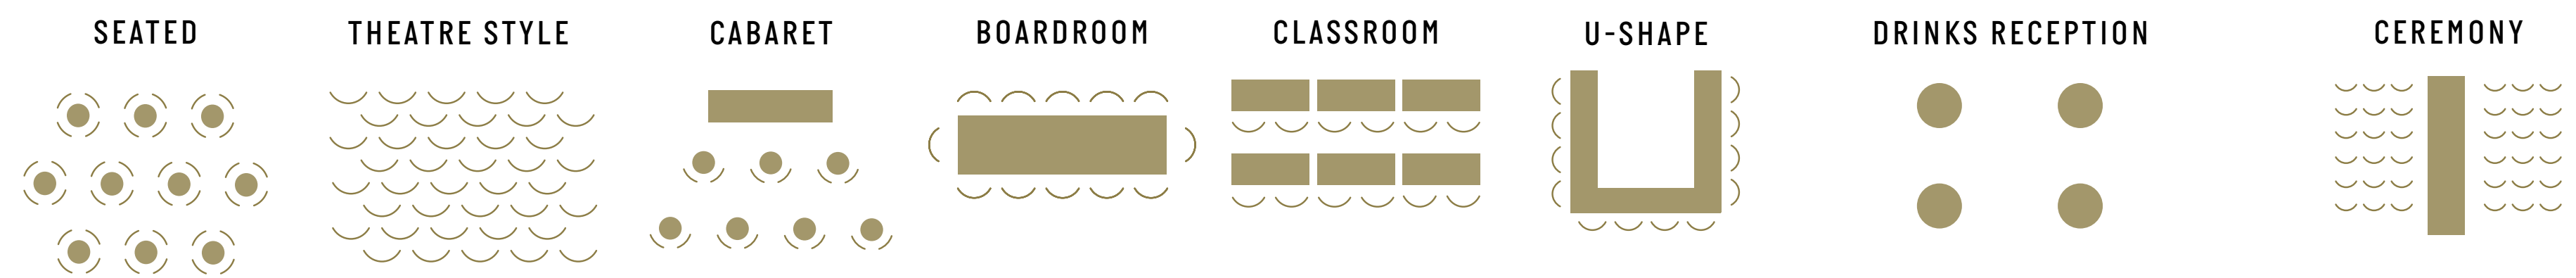 SEATED
THEATRE STYLE
CABARET
BOARDROOM
CLASSROOM
U-SHAPE
DRINKS RECEPTION
CEREMONY